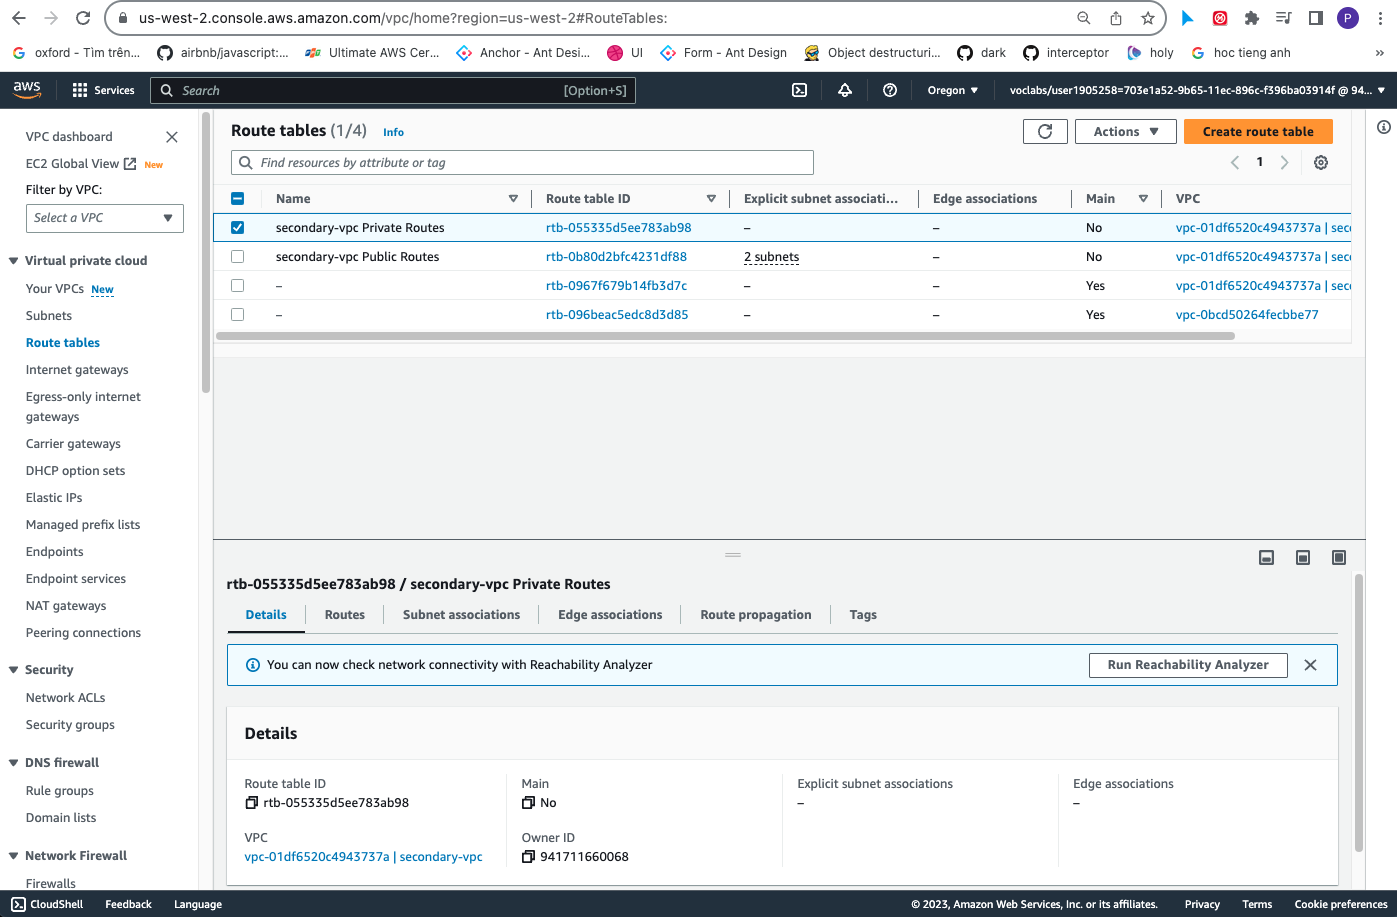 us-west-2.console.aws.amazon.com/vpc/home?region=us-west-2#RouteTables:
P
oxford - Tìm trên...
airbnb/javascript:...
Ultimate AWS Cer...
Anchor - Ant Desi...
UI
Form - Ant Design
Object destructuri...
dark
interceptor
holy
hoc tieng anh
»
aws
Services
Search
[Option+S]
Oregon
voclabs/user1905258=703e1a52-9b65-11ec-896c-f396ba03914f @ 94...
VPC dashboard
EC2 Global View
New
Filter by VPC:
Select a VPC
Virtual private cloud
Your VPCs New
Subnets
Route tables
Internet gateways
Egress-only internet
gateways
Carrier gateways
DHCP option sets
Elastic IPs
Managed prefix lists
Endpoints
Endpoint services
NAT gateways
Peering connections
Security
Network ACLs
Security groups
DNS firewall
Rule groups
Domain lists
Network Firewall
Firewalls
Route tables (1/4) Info
Actions
Create route table
Find resources by attribute or tag
1
Name Route table ID Explicit subnet associati... Edge associations Main VPC
secondary-vpc Private Routes rtb-055335d5ee783ab98 – – No vpc-01df6520c4943737a | sec
secondary-vpc Public Routes rtb-0b80d2bfc4231df88 2 subnets – No vpc-01df6520c4943737a | sec
– rtb-0967f679b14fb3d7c – – Yes vpc-01df6520c4943737a | sec
– rtb-096beac5edc8d3d85 – – Yes vpc-0bcd50264fecbbe77
rtb-055335d5ee783ab98 / secondary-vpc Private Routes
Details Routes Subnet associations Edge associations Route propagation Tags
You can now check network connectivity with Reachability Analyzer
Run Reachability Analyzer
Details
Route table ID
rtb-055335d5ee783ab98
Main
No
Explicit subnet associations
–
Edge associations
–
VPC
vpc-01df6520c4943737a | secondary-vpc
Owner ID
941711660068
CloudShell Feedback Language
© 2023, Amazon Web Services, Inc. or its affiliates. Privacy Terms Cookie preferences